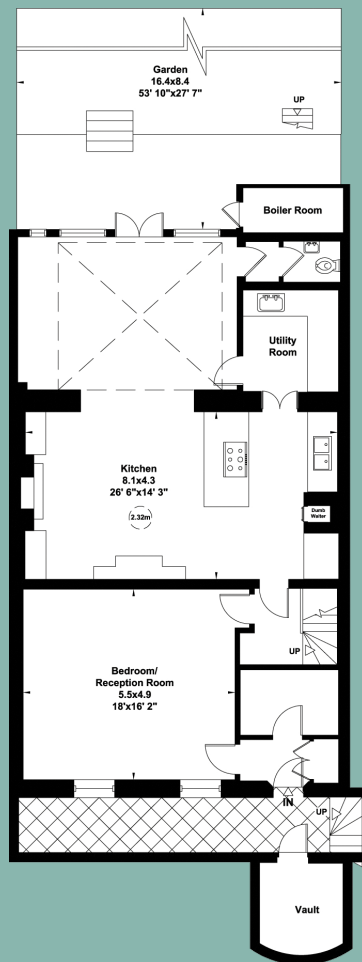 Garden
16.4x8.4
53' 10"x27' 7"
UP
Boiler Room
Utility
Room
Kitchen
8.1x4.3
26' 6"x14' 3"
2.32m
Dumb
Waiter
Bedroom/
Reception Room
5.5x4.9
18'x16' 2"
UP
IN
UP
Vault